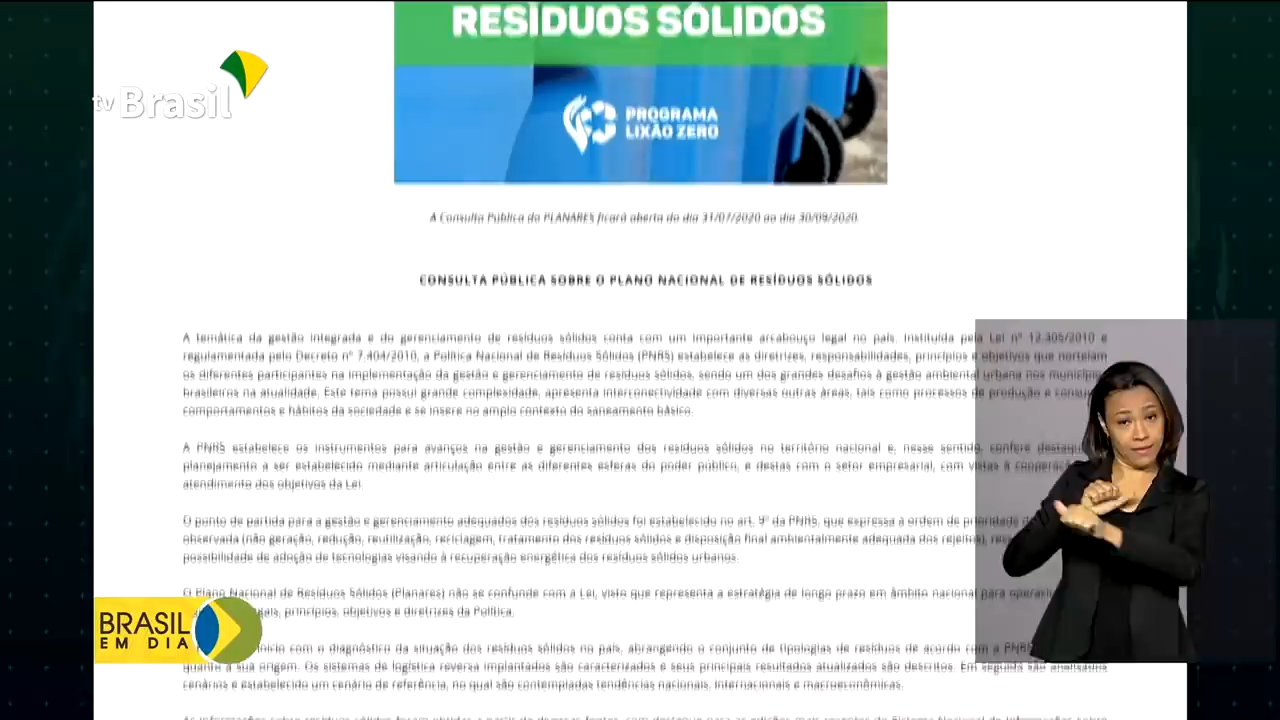 RESÍDUOS SÓLIDOS
tv Brasil
PROGRAMA
LIXÃO ZERO
A Consulta Pública do PLANARES ficará aberta do dia 31/07/2020 ao dia 30/09/2020.
CONSULTA PÚBLICA SOBRE O PLANO NACIONAL DE RESÍDUOS SÓLIDOS
A temática da gestão integrada e do gerenciamento de resíduos sólidos conta com um importante arcabouço legal no país. Instituída pela Lei nº 12.305/2010 e
regulamentada pelo Decreto nº 7.404/2010, a Política Nacional de Resíduos Sólidos (PNRS) estabelece as diretrizes, responsabilidades, princípios e objetivos que norteiam
os diferentes participantes na implementação da gestão e gerenciamento de resíduos sólidos, sendo um dos grandes desafios à gestão ambiental urbana nos
brasileiros na atualidade. Este tema possui grande complexidade, apresenta interconectividade com diversas outras áreas, tais como processos de produção e
comportamentos e hábitos da sociedade e se insere no amplo contexto do saneamento básico.
A PNRS estabelece os instrumentos para avanços na gestão e gerenciamento dos resíduos sólidos no território nacional e, nesse sentido, confere
planejamento a ser estabelecido mediante articulação entre as diferentes esferas do poder público, e destas com o setor empresarial, com vistas à
atendimento dos objetivos da Lei.
O ponto de partida para a gestão e gerenciamento adequados dos resíduos sólidos foi estabelecido no art. 9º da PNRS, que expressa a ordem de prioridade
observada (não geração, redução, reutilização, reciclagem, tratamento dos resíduos sólidos e disposição final ambientalmente adequada dos rejeitos),
possibilidade de adoção de tecnologias visando à recuperação energética dos resíduos sólidos urbanos.
O Plano Nacional de Resíduos Sólidos (Planares) não se confunde com a Lei, visto que representa a estratégia de longo prazo em âmbito nacional para
princípios, objetivos e diretrizes da Política.
BRASIL
EM DIA
com o diagnóstico da situação dos resíduos sólidos no país, abrangendo o conjunto de tipologias de resíduos de acordo com a
quanto à sua origem. Os sistemas de logística reversa implantados são caracterizados e seus principais resultados atualizados são descritos. Em seguida são analisados
cenários e estabelecido um cenário de referência, no qual são contempladas tendências nacionais, internacionais e macroeconômicas.